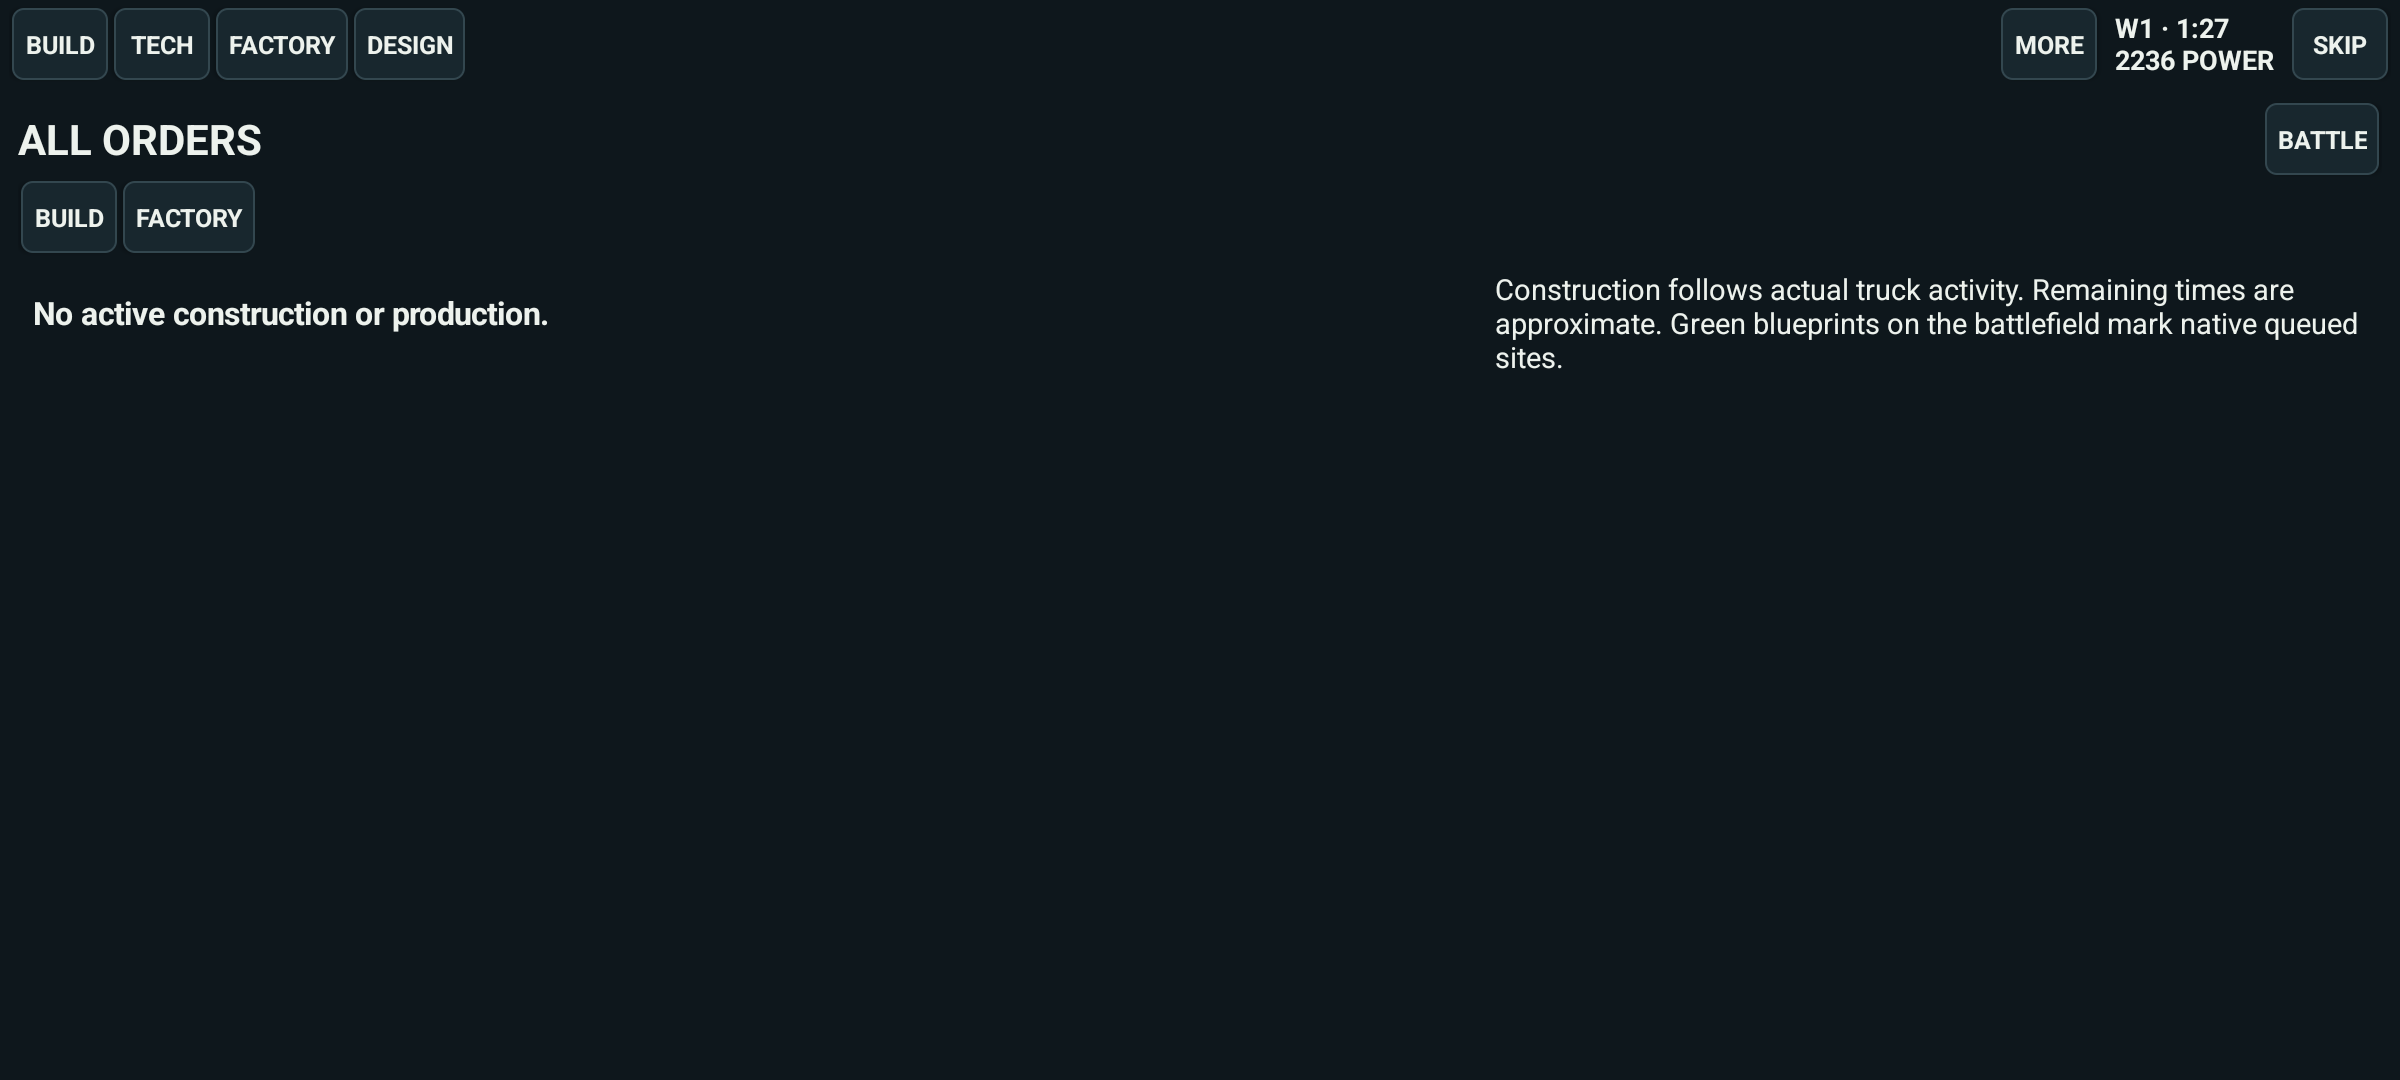 BUILD
TECH
FACTORY
DESIGN
MORE
W1 · 1:27
2236 POWER
SKIP
ALL ORDERS
BATTLE
BUILD
FACTORY
No active construction or production.
Construction follows actual truck activity. Remaining times are
approximate. Green blueprints on the battlefield mark native queued
sites.